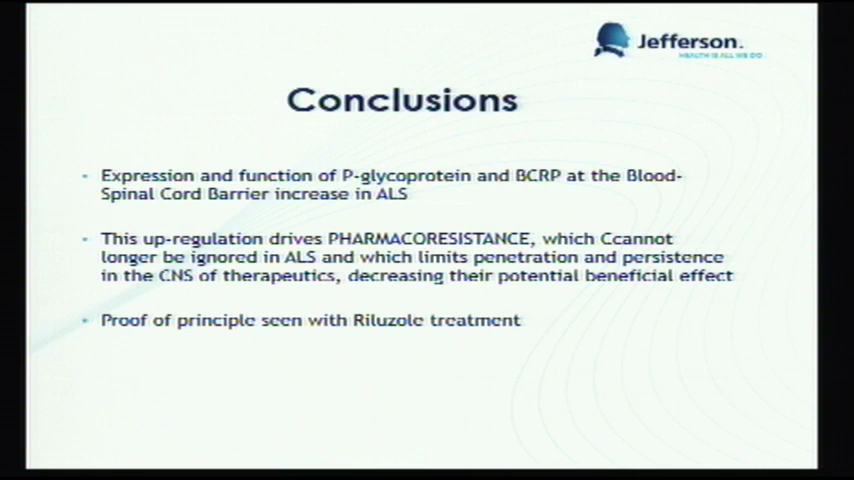 Jefferson.
HEALTH IS ALL WE DO
Conclusions
• Expression and function of P-glycoprotein and BCRP at the Blood-
Spinal Cord Barrier increase in ALS
• This up-regulation drives PHARMACORESISTANCE, which Ccannot
longer be ignored in ALS and which limits penetration and persistence
in the CNS of therapeutics, decreasing their potential beneficial effect
• Proof of principle seen with Riluzole treatment